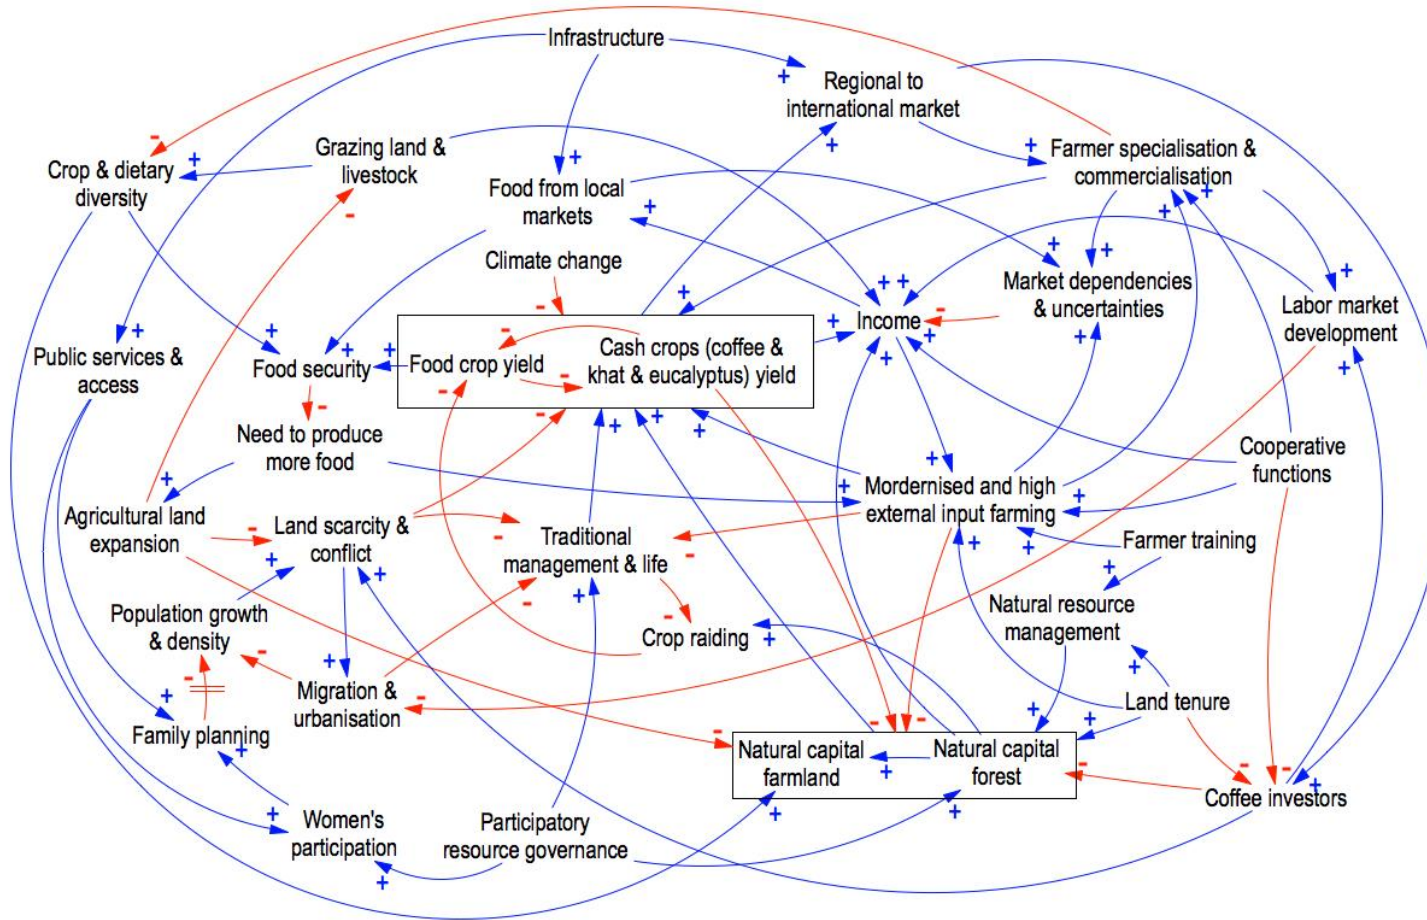 Infrastructure
Regional to
international market
Grazing land &
livestock
Farmer specialisation &
commercialisation
Crop & dietary
diversity
Food from local
markets
Climate change
Market dependencies
& uncertainties
Labor market
development
Income
Public services &
access
Food security
Food crop yield
Cash crops (coffee &
khat & eucalyptus) yield
Need to produce
more food
Cooperative
functions
Mordernised and high
external input farming
Agricultural land
expansion
Land scarcity &
conflict
Traditional
management & life
Farmer training
Population growth
& density
Crop raiding
Natural resource
management
Migration &
urbanisation
Land tenure
Family planning
Natural capital
farmland
Natural capital
forest
Coffee investors
Women's
participation
Participatory
resource governance